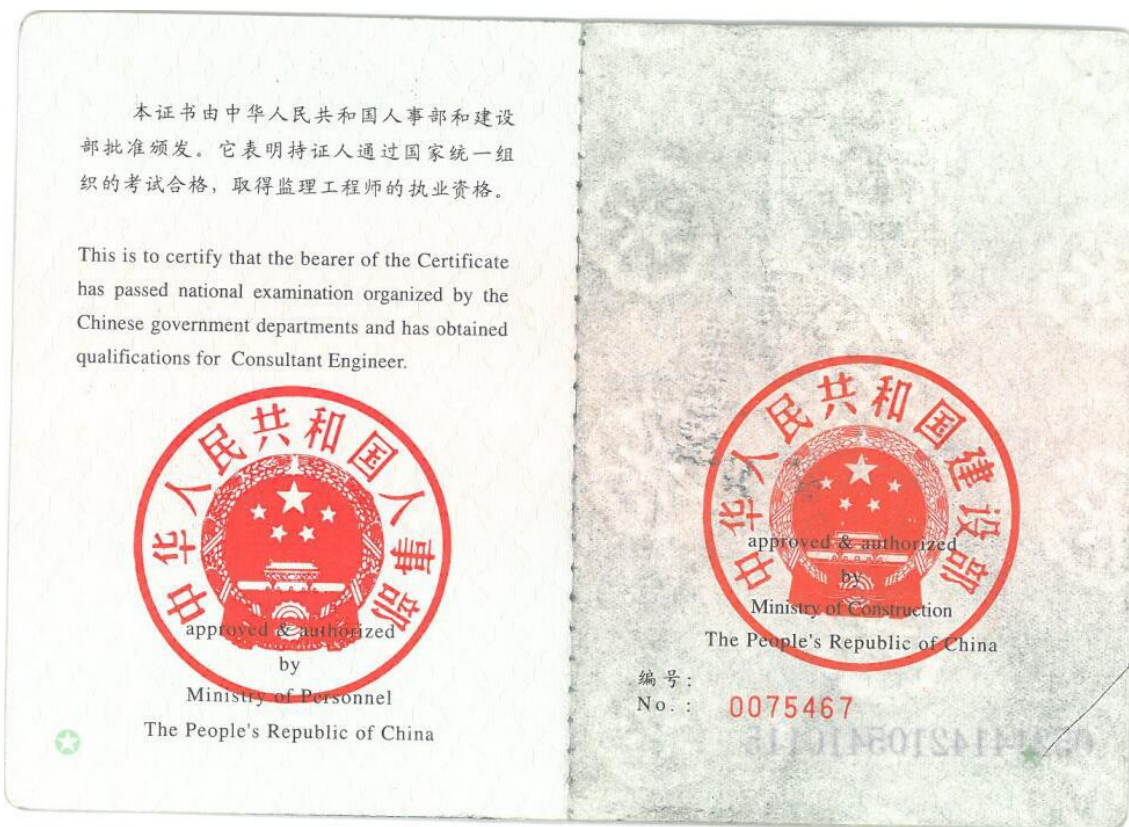 本证书由中华人民共和国人事部和建设
部批准颁发。它表明持证人通过国家统一组
织的考试合格，取得监理工程师的执业资格。
This is to certify that the bearer of the Certificate
has passed national examination organized by the
Chinese government departments and has obtained
qualifications for Consultant Engineer.
中华人民共和国人事部
approved & authorized
by
Ministry of Personnel
The People's Republic of China
中华人民共和国建设部
approved & authorized
by
Ministry of Construction
The People's Republic of China
编号:
No.: 0075467